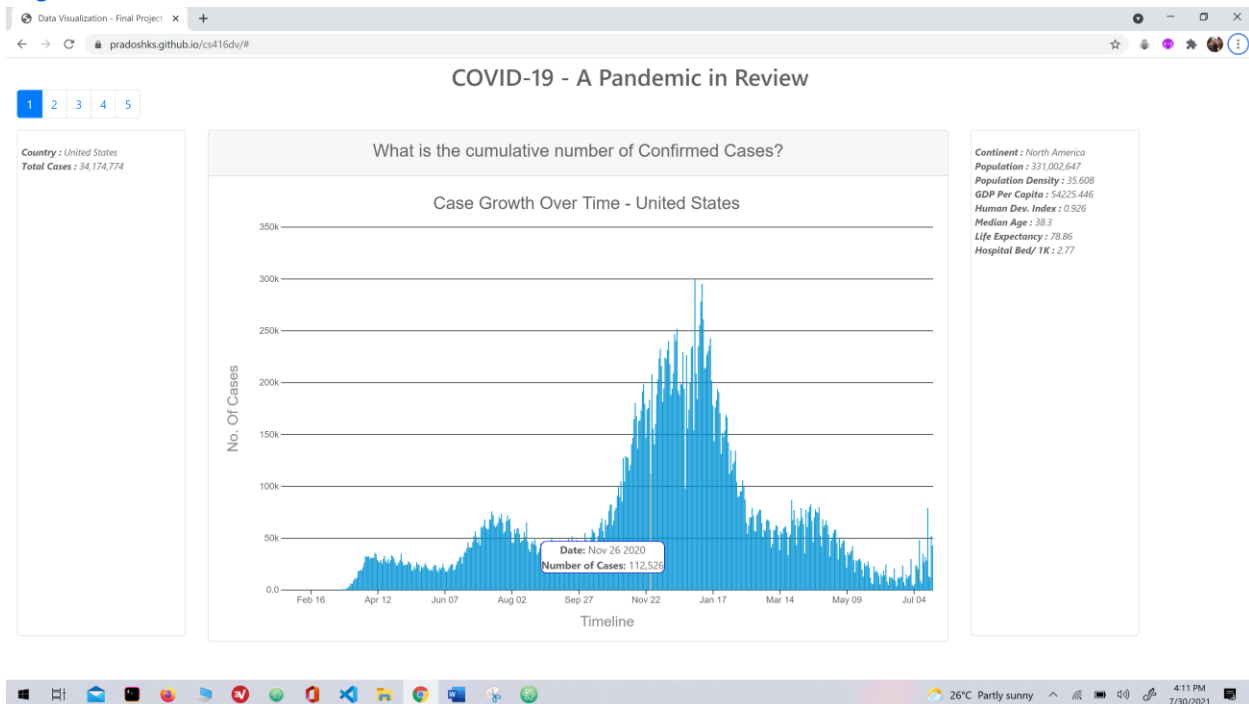 Data Visualization - Final Project
pradoshks.github.io/cs416dv/#
COVID-19 - A Pandemic in Review
1 2 3 4 5
Country : United States
Total Cases : 34,174,774
What is the cumulative number of Confirmed Cases?
Case Growth Over Time - United States
350k
300k
250k
200k
150k
100k
50k
0.0
No. Of Cases
Date: Nov 26 2020
Number of Cases: 112,526
Feb 16 Apr 12 Jun 07 Aug 02 Sep 27 Nov 22 Jan 17 Mar 14 May 09 Jul 04
Timeline
Continent : North America
Population : 331,002,647
Population Density : 35.608
GDP Per Capita : 54225.446
Human Dev. Index : 0.926
Median Age : 38.3
Life Expectancy : 78.86
Hospital Bed/ 1K : 2.77
26°C Partly sunny
4:11 PM
7/30/2021